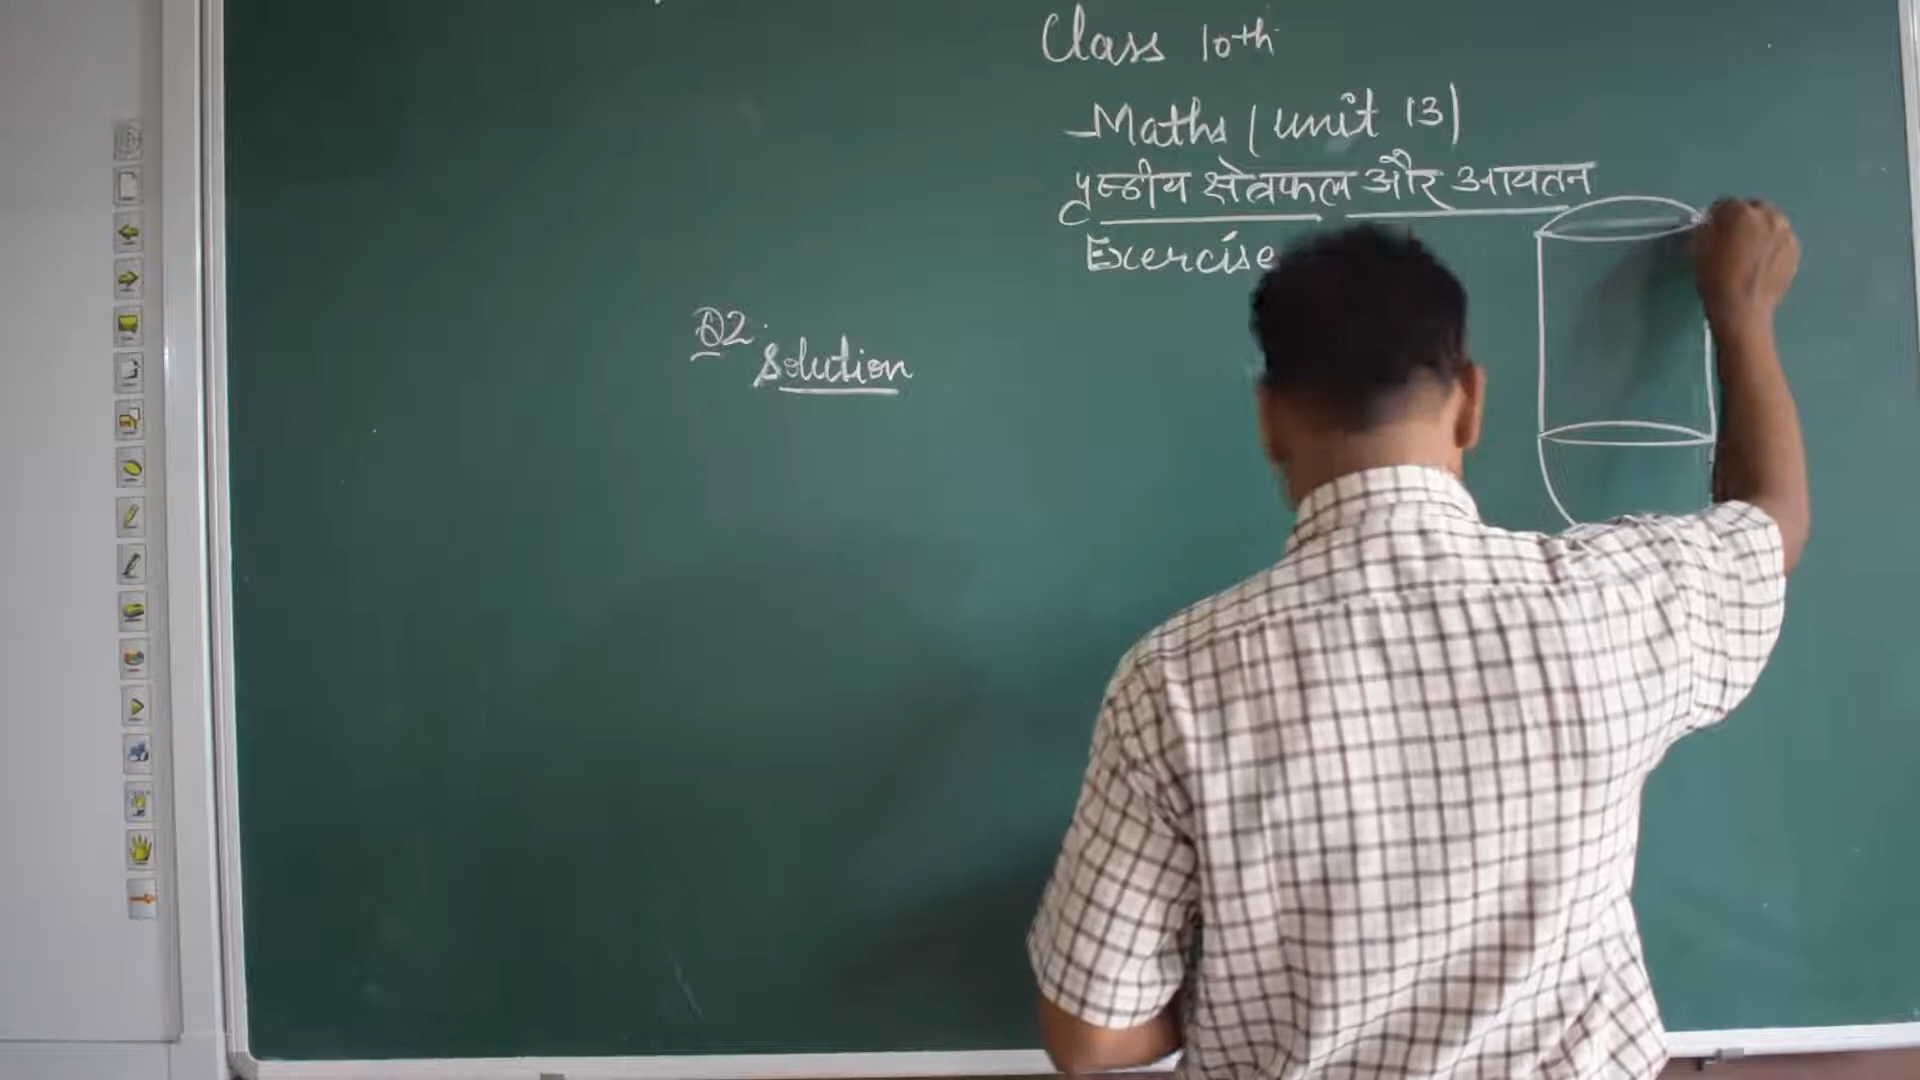 Class 10th
Maths (unit 13)
पृष्ठीय क्षेत्रफल और आयतन
Exercise
Q2.
Solution